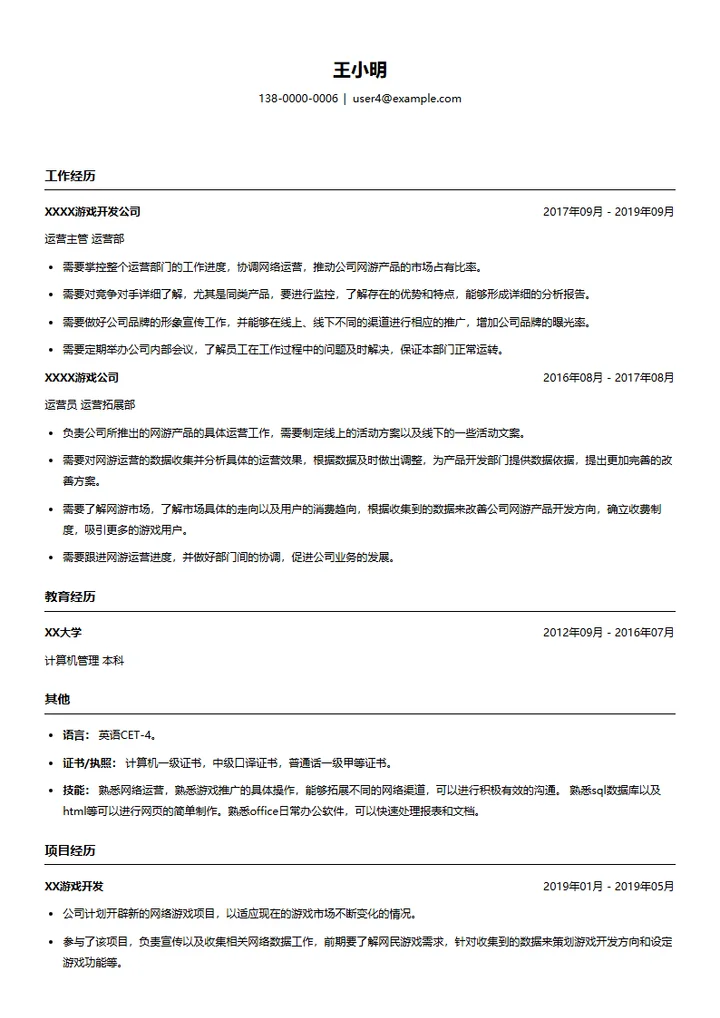 王小明
138-0000-0006 | user4@example.com
工作经历
XXXX游戏开发公司 2017年09月 - 2019年09月
运营主管 运营部
• 需要掌控整个运营部门的工作进度，协调网络运营，推动公司网游产品的市场占有比率。
• 需要对竞争对手详细了解，尤其是同类产品，要进行监控，了解存在的优势和特点，能够形成详细的分析报告。
• 需要做好公司品牌的形象宣传工作，并能够在线上、线下不同的渠道进行相应的推广，增加公司品牌的曝光率。
• 需要定期举办公司内部会议，了解员工在工作过程中的问题及时解决，保证本部门正常运转。
XXXX游戏公司 2016年08月 - 2017年08月
运营员 运营拓展部
• 负责公司所推出的网游产品的具体运营工作，需要制定线上的活动方案以及线下的一些活动文案。
• 需要对网游运营的数据收集并分析具体的运营效果，根据数据及时做出调整，为产品开发部门提供数据依据，提出更加完善的改
善方案。
• 需要了解网游市场，了解市场具体的走向以及用户的消费趋向，根据收集到的数据来改善公司网游产品开发方向，确立收费制
度，吸引更多的游戏用户。
• 需要跟进网游运营进度，并做好部门间的协调，促进公司业务的发展。
教育经历
XX大学 2012年09月 - 2016年07月
计算机管理 本科
其他
• 语言： 英语CET-4。
• 证书/执照： 计算机一级证书，中级口译证书，普通话一级甲等证书。
• 技能： 熟悉网络运营，熟悉游戏推广的具体操作，能够拓展不同的网络渠道，可以进行积极有效的沟通。 熟悉sql数据库以及
html等可以进行网页的简单制作。熟悉office日常办公软件，可以快速处理报表和文档。
项目经历
XX游戏开发 2019年01月 - 2019年05月
• 公司计划开辟新的网络游戏项目，以适应现在的游戏市场不断变化的情况。
• 参与了该项目，负责宣传以及收集相关网络数据工作，前期要了解网民游戏需求，针对收集到的数据来策划游戏开发方向和设定
游戏功能等。